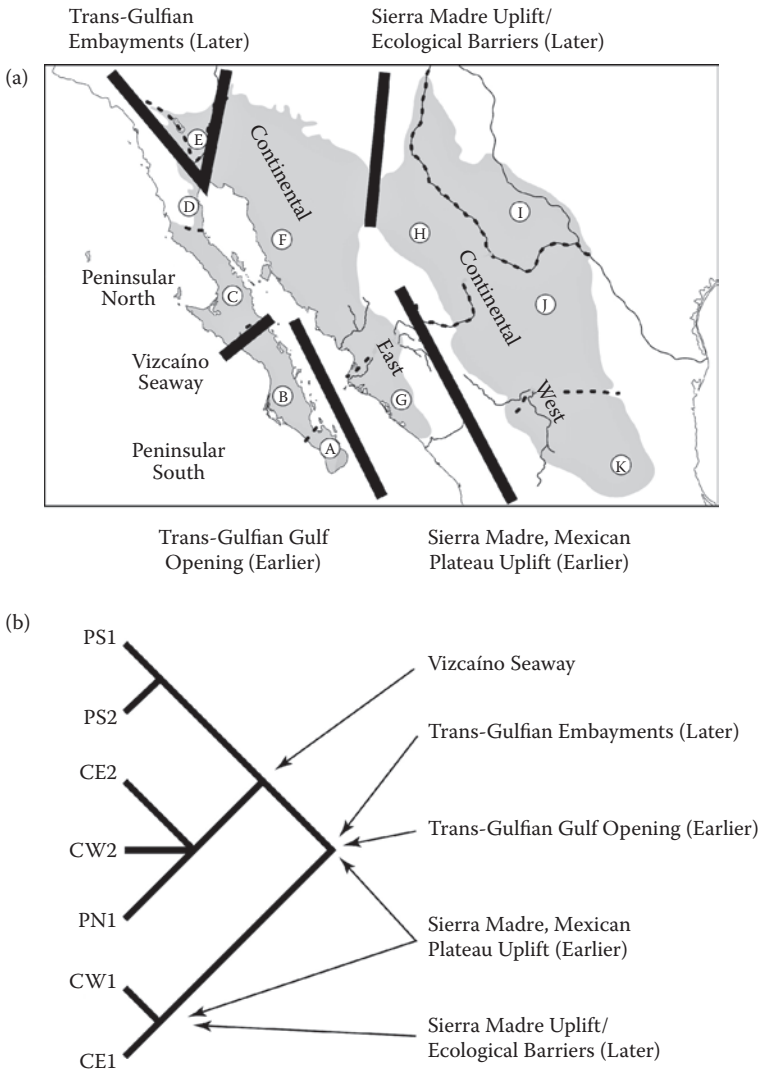 Trans-Gulfian
Embayments (Later)
Sierra Madre Uplift/
Ecological Barriers (Later)
(a)
E
Continental
D
F
H
I
Peninsular
North
C
Continental
J
Vizcaíno
Seaway
East
B
G
West
Peninsular
South
A
K
Trans-Gulfian Gulf
Opening (Earlier)
Sierra Madre, Mexican
Plateau Uplift (Earlier)
(b)
PS1
Vizcaíno Seaway
PS2
Trans-Gulfian Embayments (Later)
CE2
Trans-Gulfian Gulf Opening (Earlier)
CW2
PN1
Sierra Madre, Mexican
Plateau Uplift (Earlier)
CW1
Sierra Madre Uplift/
Ecological Barriers (Later)
CE1